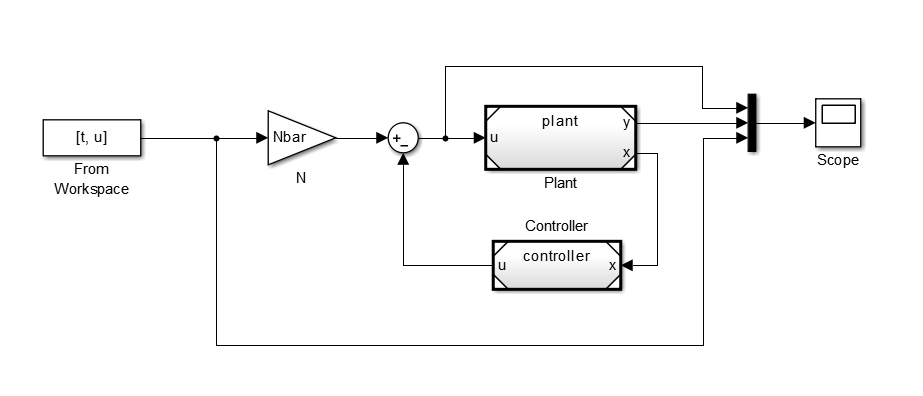 [t, u]
From
Workspace
Nbar
N
+
−
u
plant
y
x
Plant
Controller
controller
u
x
Scope